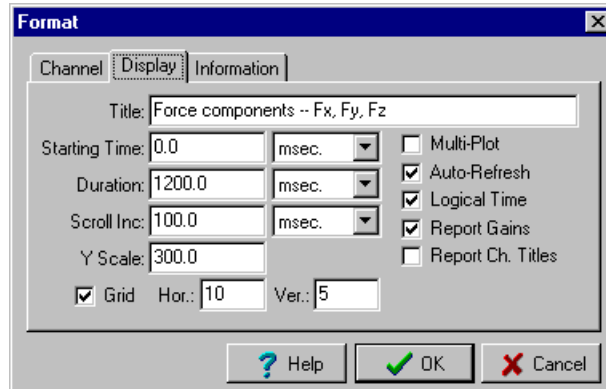 Format
Channel Display Information
Title: Force components -- Fx, Fy, Fz
Starting Time: 0.0 msec. Multi-Plot
Duration: 1200.0 msec. Auto-Refresh
Logical Time
Scroll Inc: 100.0 msec. Report Gains
Y Scale: 300.0 Report Ch. Titles
Grid Hor.: 10 Ver.: 5
? Help OK Cancel